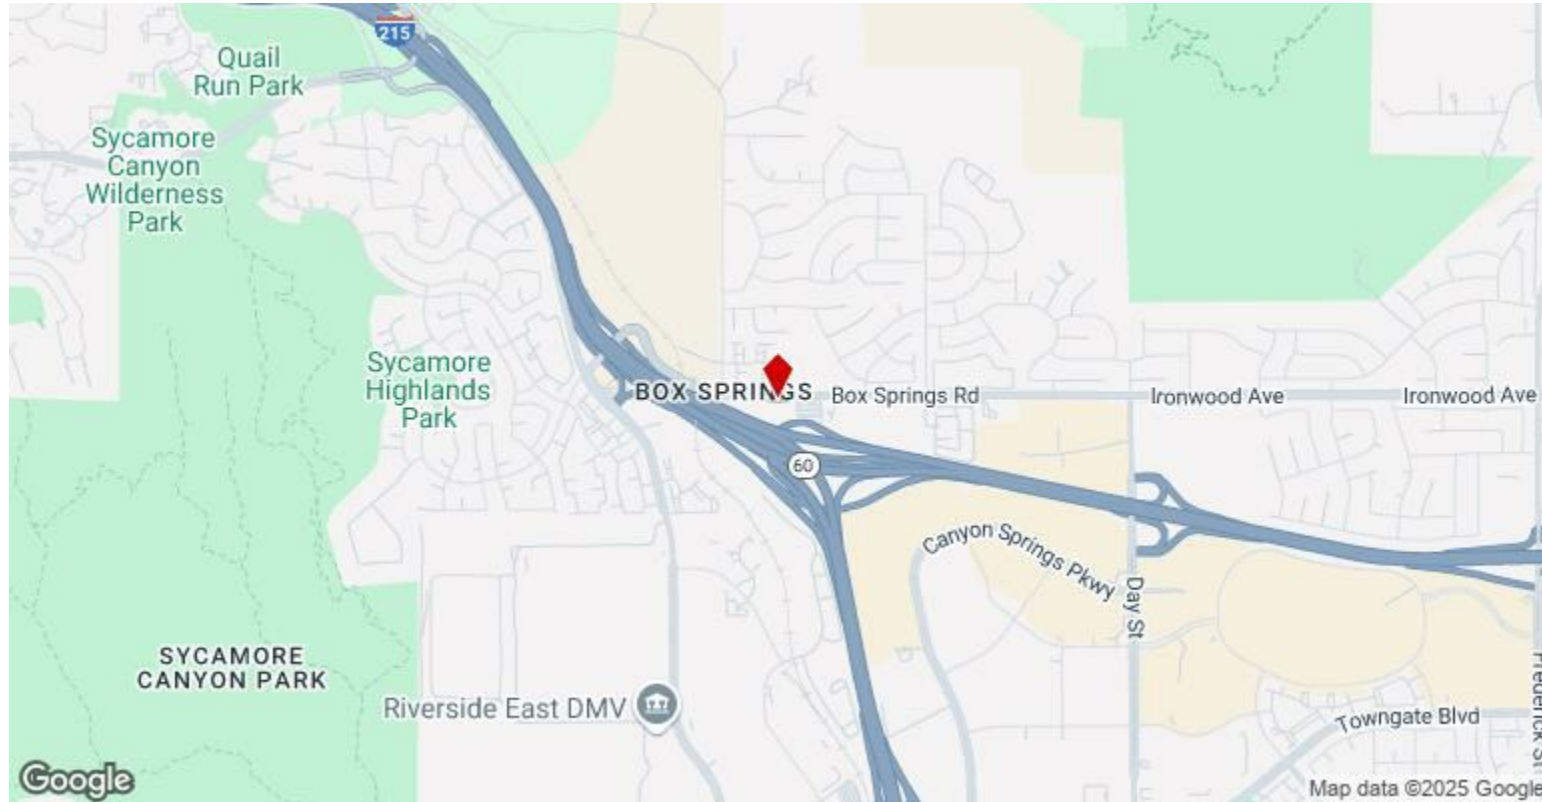 215
Quail
Run Park
Sycamore
Canyon
Wilderness
Park
Sycamore
Highlands
Park
BOX SPRINGS
Box Springs Rd
Ironwood Ave
Ironwood Ave
60
Canyon Springs Pkwy
Day St
SYCAMORE
CANYON PARK
Riverside East DMV
Towngate Blvd
Frederick St
Google
Map data ©2025 Google